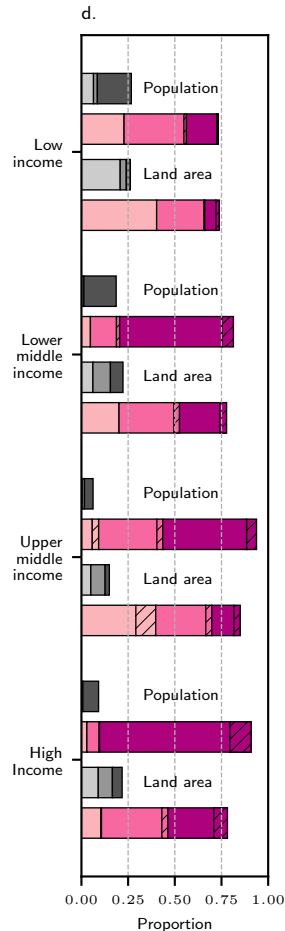 d.
Population
Low
income
Land area
Population
Lower
middle
income
Land area
Population
Upper
middle
income
Land area
Population
High
Income
Land area
0.00 0.25 0.50 0.75 1.00
Proportion